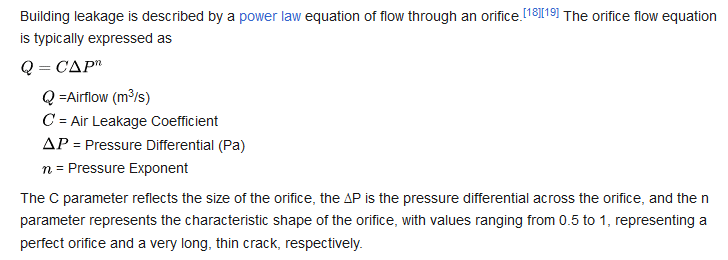 Building leakage is described by a power law equation of flow through an orifice.[18][19] The orifice flow equation
is typically expressed as
Q = CΔPⁿ
Q =Airflow (m³/s)
C = Air Leakage Coefficient
ΔP = Pressure Differential (Pa)
n = Pressure Exponent
The C parameter reflects the size of the orifice, the ΔP is the pressure differential across the orifice, and the n
parameter represents the characteristic shape of the orifice, with values ranging from 0.5 to 1, representing a
perfect orifice and a very long, thin crack, respectively.